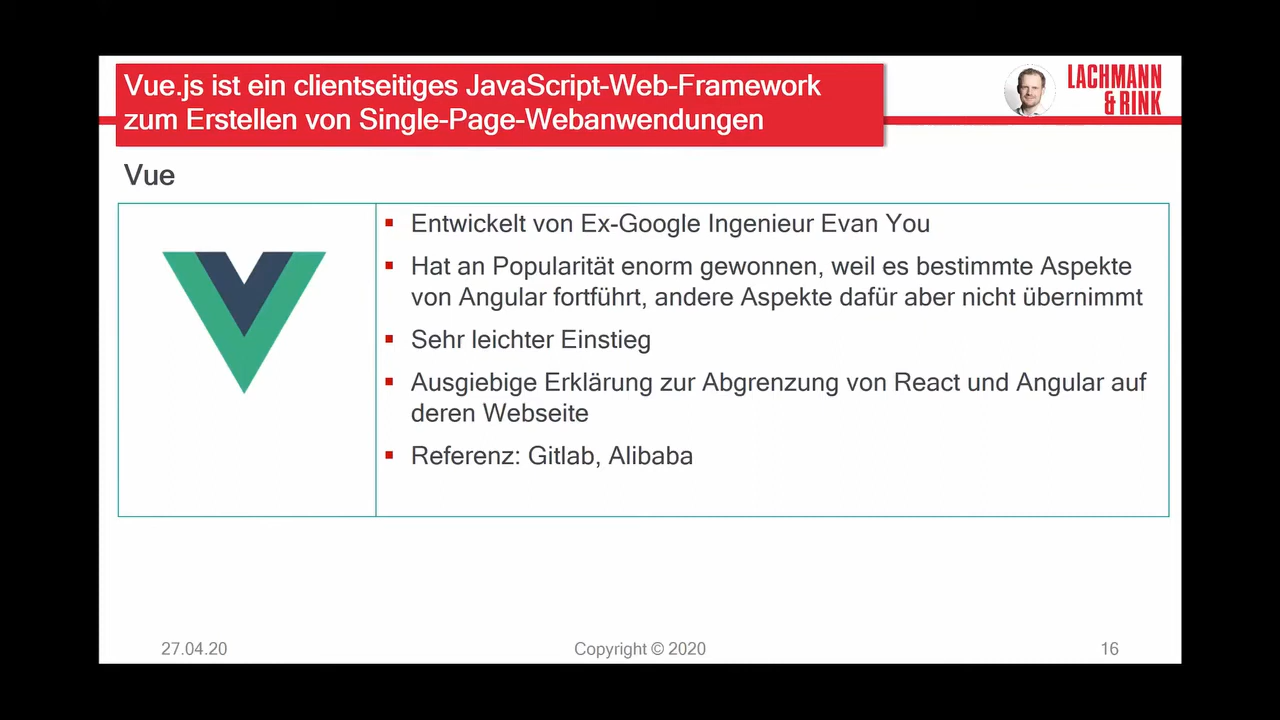 Vue.js ist ein clientseitiges JavaScript-Web-Framework
zum Erstellen von Single-Page-Webanwendungen
LACHMANN
& RINK
Vue
▪ Entwickelt von Ex-Google Ingenieur Evan You
▪ Hat an Popularität enorm gewonnen, weil es bestimmte Aspekte
von Angular fortführt, andere Aspekte dafür aber nicht übernimmt
▪ Sehr leichter Einstieg
▪ Ausgiebige Erklärung zur Abgrenzung von React und Angular auf
deren Webseite
▪ Referenz: Gitlab, Alibaba
27.04.20
Copyright © 2020
16